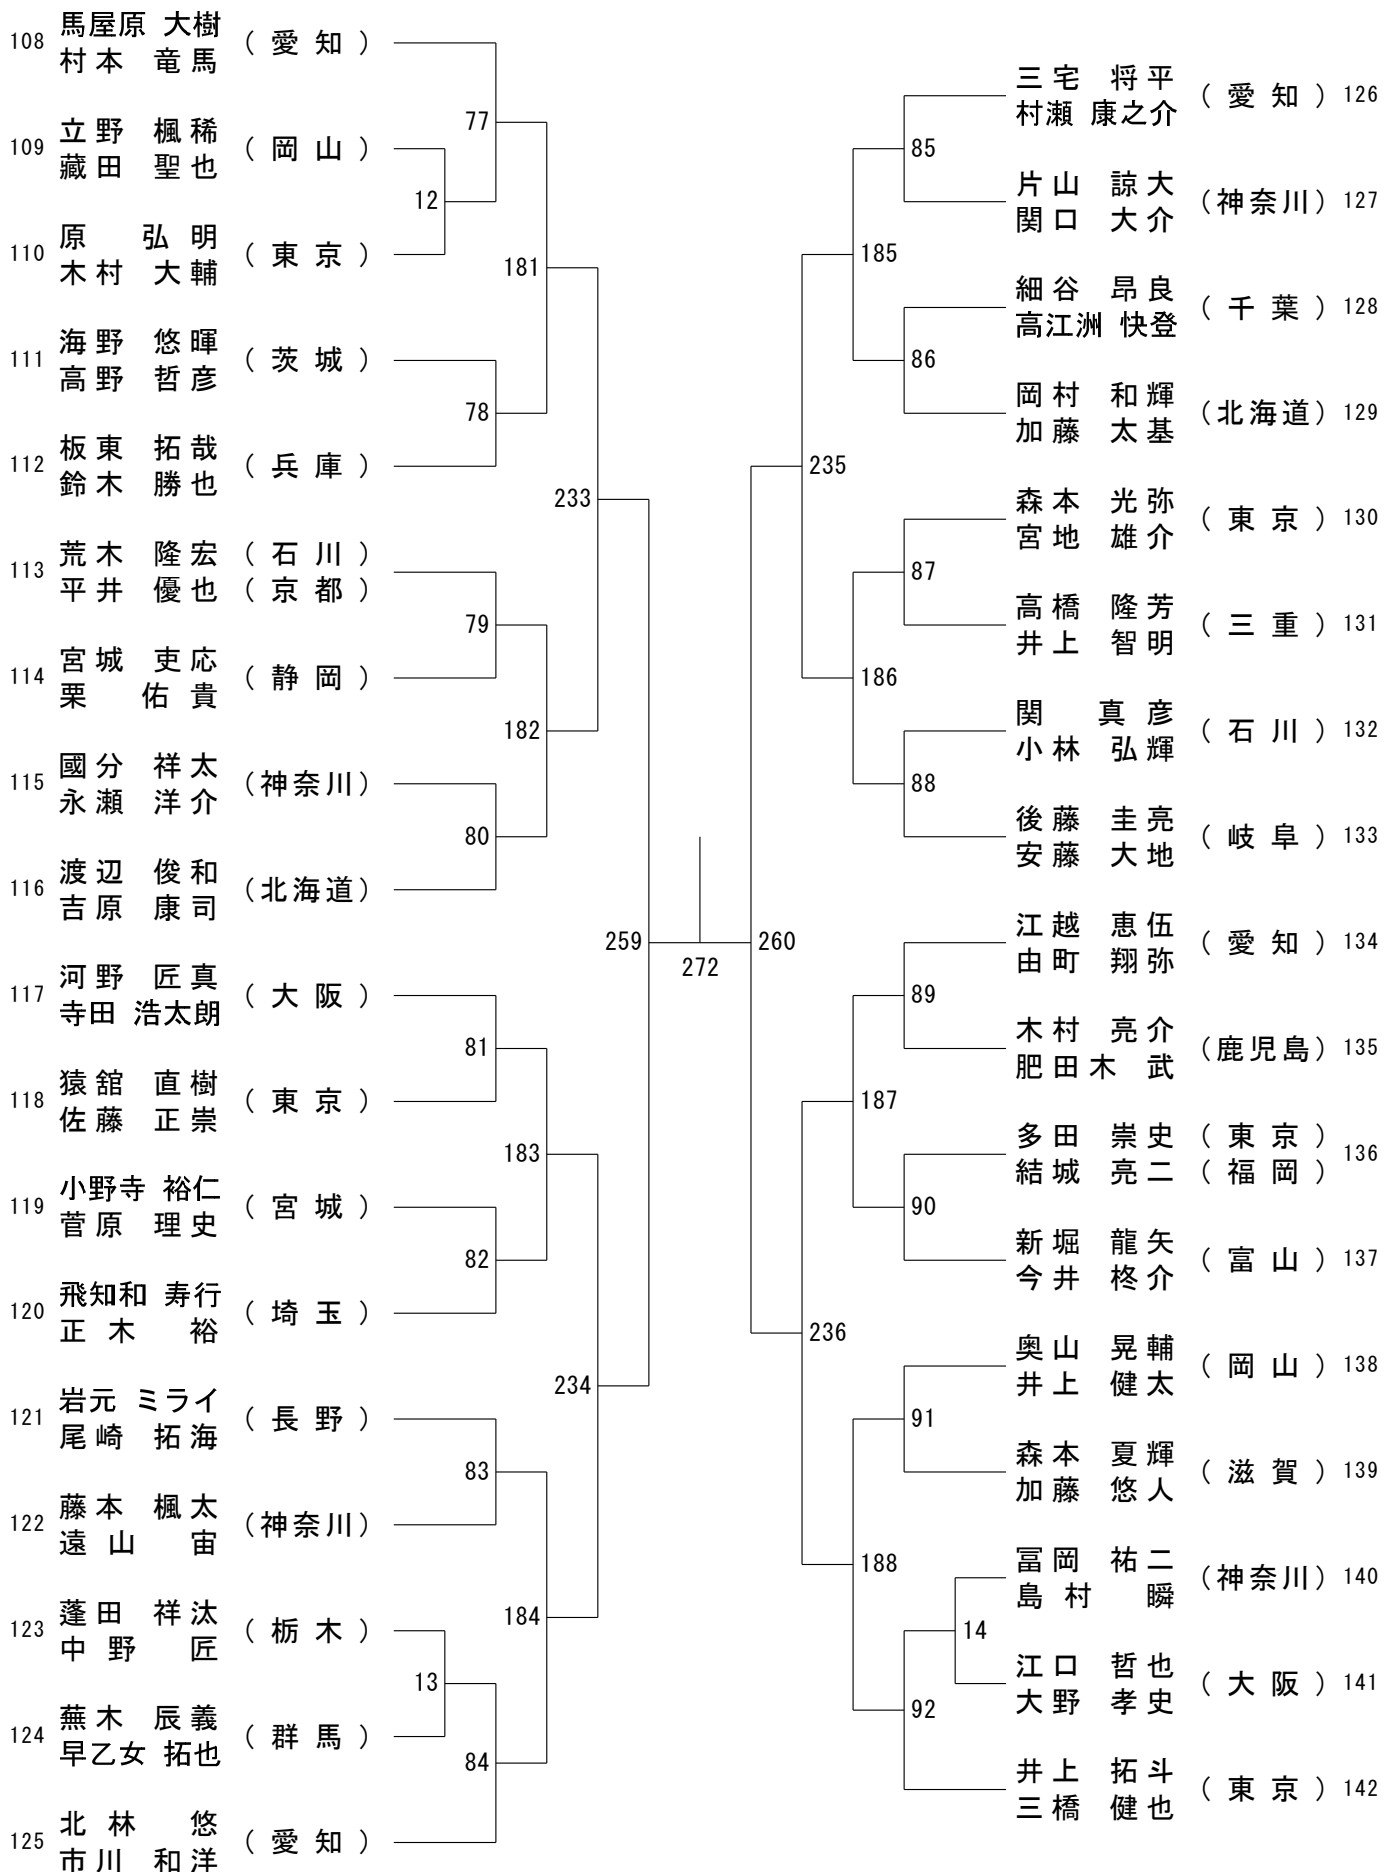 108 馬屋原 大樹 (愛知)
村本 竜馬
77
109 立野 楓稀 (岡山)
藏田 聖也
12
110 原 弘明 (東京)
木村 大輔
181
111 海野 悠暉 (茨城)
高野 哲彦
78
112 板東 拓哉 (兵庫)
鈴木 勝也
233
113 荒木 隆宏 (石川)
平井 優也 (京都)
79
114 宮城 吏応 (静岡)
栗 佑貴
182
115 國分 祥太 (神奈川)
永瀬 洋介
80
116 渡辺 俊和 (北海道)
吉原 康司
259
117 河野 匠真 (大阪)
寺田 浩太朗
81
118 猿舘 直樹 (東京)
佐藤 正崇
183
119 小野寺 裕仁 (宮城)
菅原 理史
82
120 飛知和 寿行 (埼玉)
正木 裕
234
121 岩元 ミライ (長野)
尾崎 拓海
83
122 藤本 楓太 (神奈川)
遠山 宙
184
123 蓬田 祥汰 (栃木)
中野 匠
13
124 蕪木 辰義 (群馬)
早乙女 拓也
84
125 北林 悠 (愛知)
市川 和洋
272
三宅 将平 (愛知) 126
村瀬 康之介
85
片山 諒大 (神奈川) 127
関口 大介
185
細谷 昂良 (千葉) 128
高江洲 快登
86
岡村 和輝 (北海道) 129
加藤 太基
235
森本 光弥 (東京) 130
宮地 雄介
87
高橋 隆芳 (三重) 131
井上 智明
186
関 真彦 (石川) 132
小林 弘輝
88
後藤 圭亮 (岐阜) 133
安藤 大地
260
江越 恵伍 (愛知) 134
由町 翔弥
89
木村 亮介 (鹿児島) 135
肥田木 武
187
多田 崇史 (東京) 136
結城 亮二 (福岡)
90
新堀 龍矢 (富山) 137
今井 柊介
236
奥山 晃輔 (岡山) 138
井上 健太
91
森本 夏輝 (滋賀) 139
加藤 悠人
188
冨岡 祐二 (神奈川) 140
島村 瞬
14
江口 哲也 (大阪) 141
大野 孝史
92
井上 拓斗 (東京) 142
三橋 健也